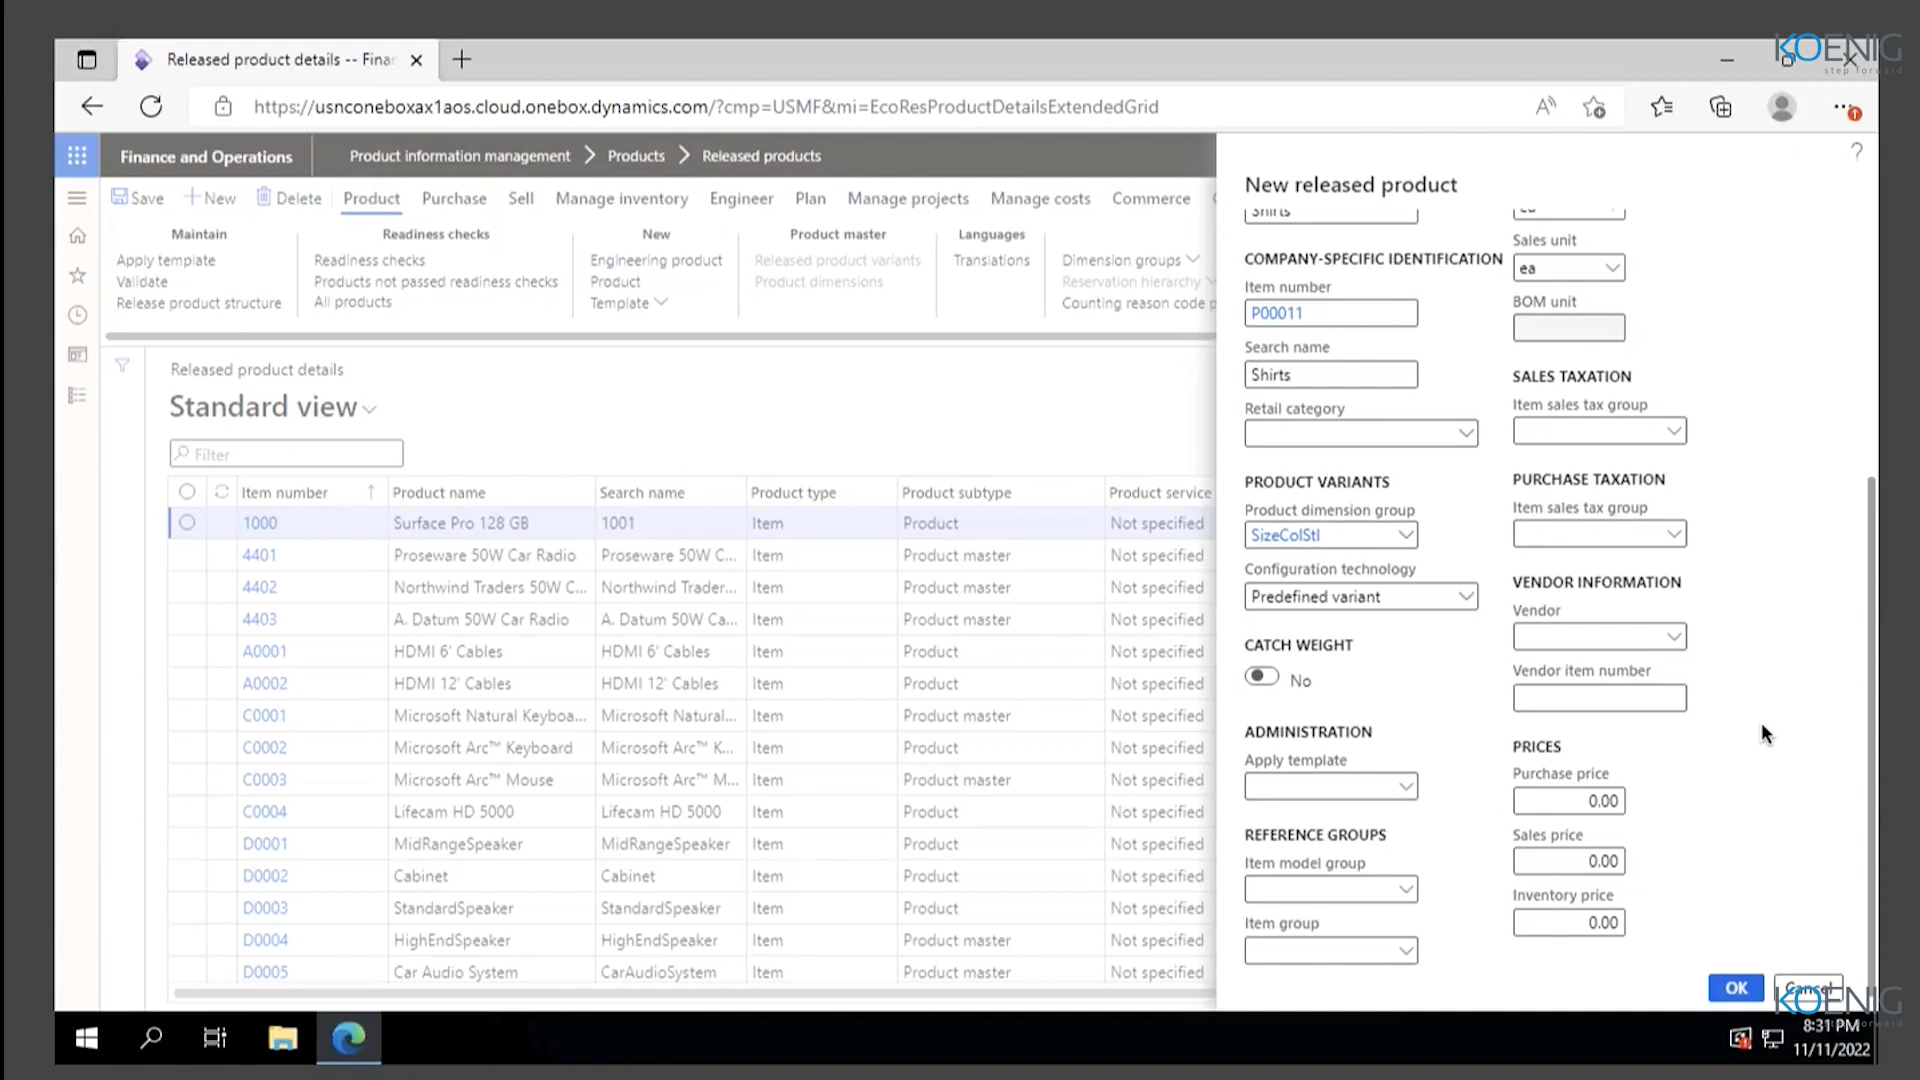 KOENIG
step forward
Released product details -- Finar
https://usnconeboxax1aos.cloud.onebox.dynamics.com/?cmp=USMF&mi=EcoResProductDetailsExtendedGrid
Finance and Operations
Product information management > Products > Released products
?
Save New Delete Product Purchase Sell Manage inventory Engineer Plan Manage projects Manage costs Commerce
Maintain
Apply template
Validate
Release product structure
Readiness checks
Readiness checks
Products not passed readiness checks
All products
New
Engineering product
Product
Template
Product master
Released product variants
Product dimensions
Languages
Translations
Dimension groups
Reservation hierarchy
Counting reason code p
Released product details
Standard view
Filter
Item number Product name Search name Product type Product subtype Product service
1000 Surface Pro 128 GB 1001 Item Product Not specified
4401 Proseware 50W Car Radio Proseware 50W C... Item Product master Not specified
4402 Northwind Traders 50W C... Northwind Trader... Item Product master Not specified
4403 A. Datum 50W Car Radio A. Datum 50W Ca... Item Product master Not specified
A0001 HDMI 6' Cables HDMI 6' Cables Item Product Not specified
A0002 HDMI 12' Cables HDMI 12' Cables Item Product Not specified
C0001 Microsoft Natural Keyboa... Microsoft Natural... Item Product master Not specified
C0002 Microsoft Arc™ Keyboard Microsoft Arc™ K... Item Product Not specified
C0003 Microsoft Arc™ Mouse Microsoft Arc™ M... Item Product master Not specified
C0004 Lifecam HD 5000 Lifecam HD 5000 Item Product Not specified
D0001 MidRangeSpeaker MidRangeSpeaker Item Product Not specified
D0002 Cabinet Cabinet Item Product Not specified
D0003 StandardSpeaker StandardSpeaker Item Product Not specified
D0004 HighEndSpeaker HighEndSpeaker Item Product master Not specified
D0005 Car Audio System CarAudioSystem Item Product master Not specified
New released product
Shirts
COMPANY-SPECIFIC IDENTIFICATION
Item number
P00011
Search name
Shirts
Retail category
PRODUCT VARIANTS
Product dimension group
SizeColStl
Configuration technology
Predefined variant
CATCH WEIGHT
No
ADMINISTRATION
Apply template
REFERENCE GROUPS
Item model group
Item group
ea
Sales unit
ea
BOM unit
SALES TAXATION
Item sales tax group
PURCHASE TAXATION
Item sales tax group
VENDOR INFORMATION
Vendor
Vendor item number
PRICES
Purchase price
0.00
Sales price
0.00
Inventory price
0.00
OK Cancel
KOENIG
step forward
8:31 PM
11/11/2022